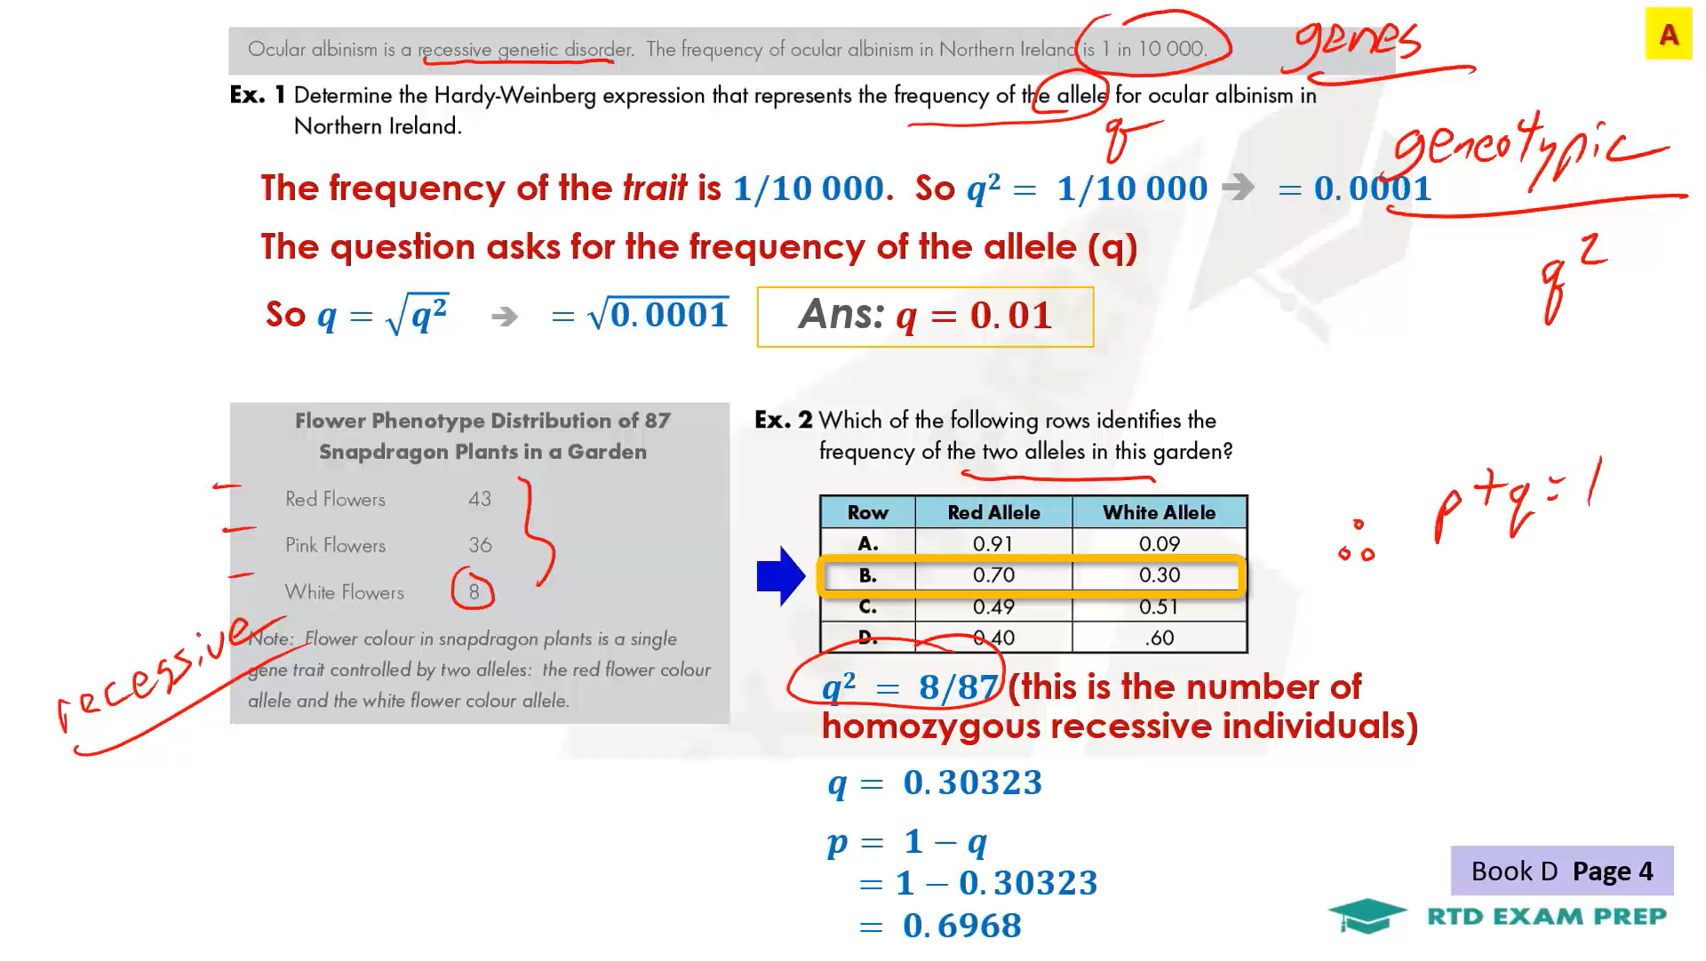 Ocular albinism is a recessive genetic disorder. The frequency of ocular albinism in Northern Ireland is 1 in 10 000.
genes
A
Ex. 1 Determine the Hardy-Weinberg expression that represents the frequency of the allele for ocular albinism in
Northern Ireland.
q
geneotypic
The frequency of the trait is 1/10 000. So q² = 1/10 000 → = 0.0001
The question asks for the frequency of the allele (q)
q²
So q = √q² → = √0.0001 Ans: q = 0.01
Flower Phenotype Distribution of 87
Snapdragon Plants in a Garden
Red Flowers 43
Pink Flowers 36
White Flowers 8
recessive
Note: Flower colour in snapdragon plants is a single
gene trait controlled by two alleles: the red flower colour
allele and the white flower colour allele.
Ex. 2 Which of the following rows identifies the
frequency of the two alleles in this garden?
Row Red Allele White Allele
A. 0.91 0.09
B. 0.70 0.30
C. 0.49 0.51
D. 0.40 .60
∴ p+q=1
q² = 8/87 (this is the number of
homozygous recessive individuals)
q = 0.30323
p = 1 − q
= 1 − 0.30323
= 0.6968
Book D Page 4
RTD EXAM PREP